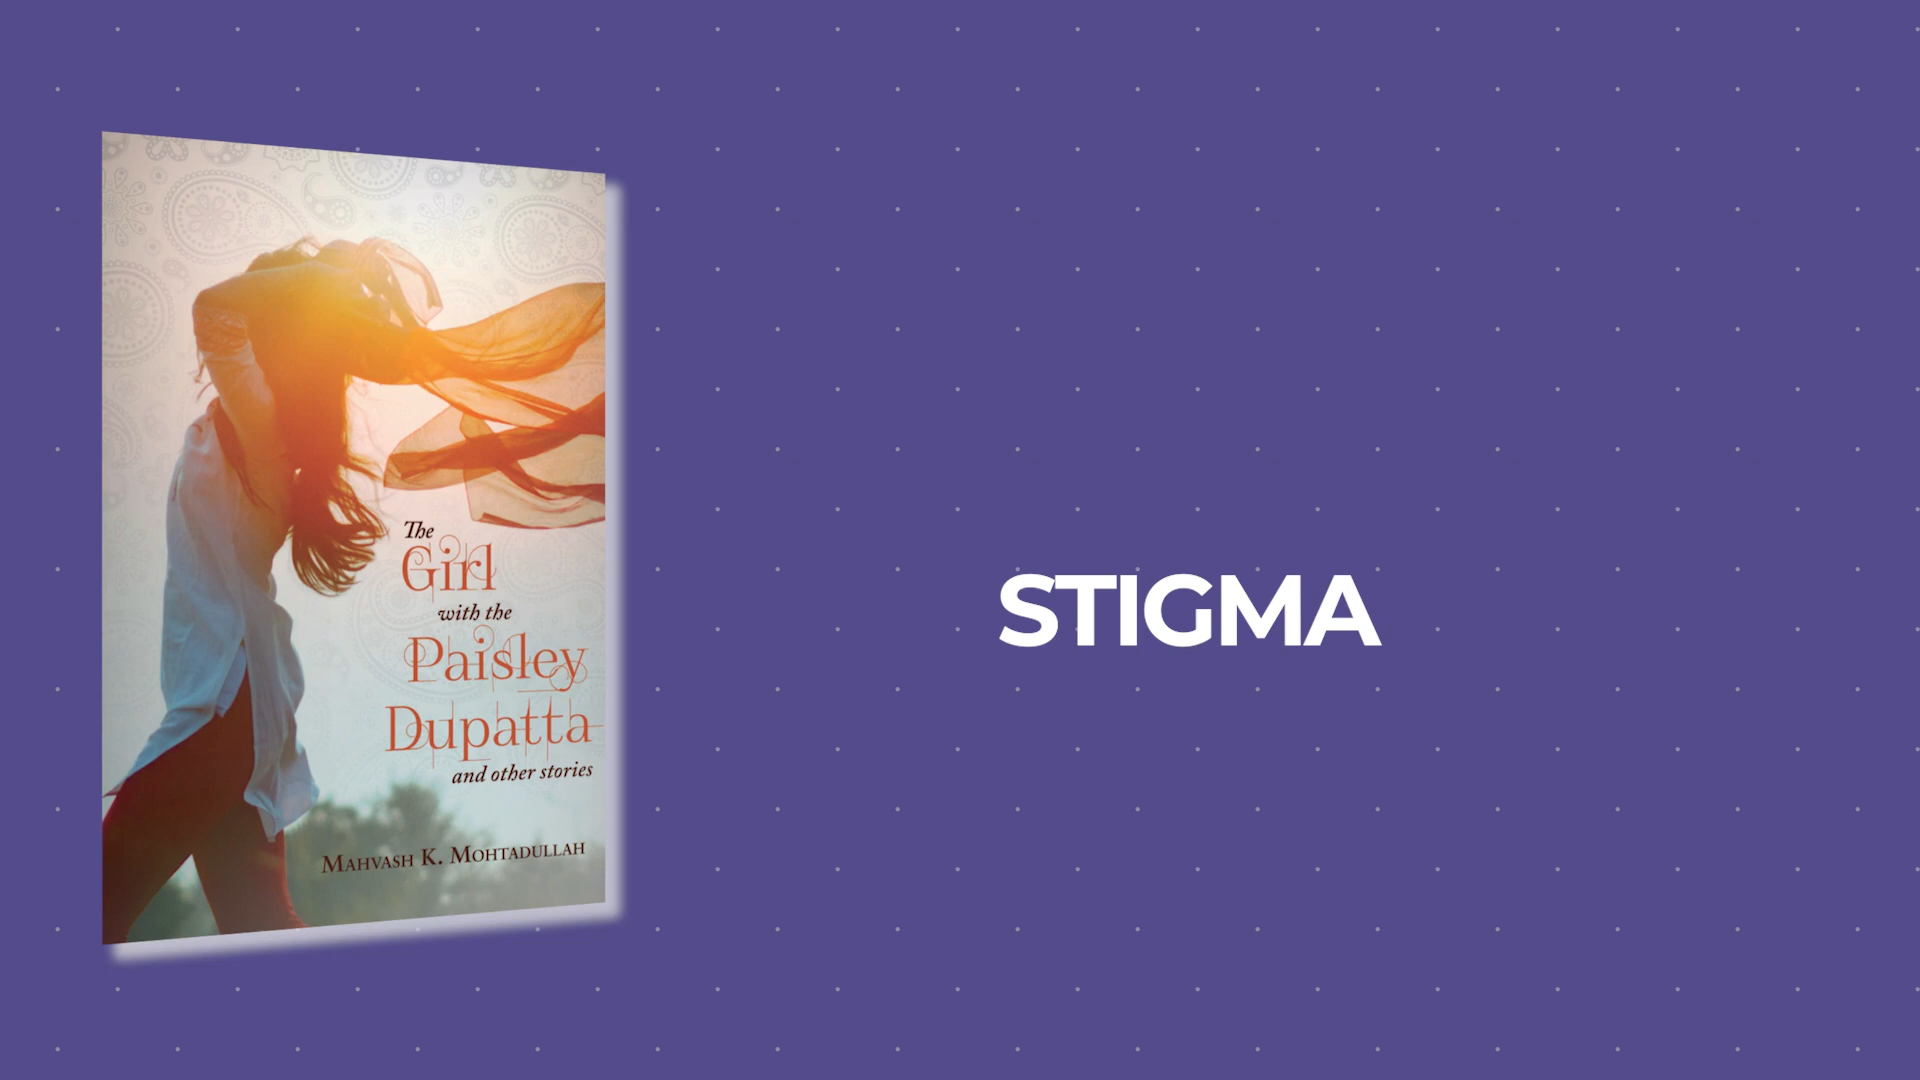 The
Girl
with the
Paisley
Dupatta
and other stories
MAHVASH K. MOHTADULLAH
STIGMA